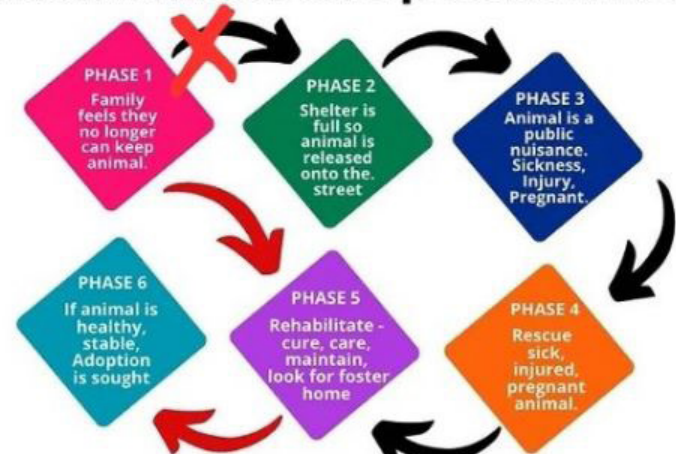 PHASE 1
Family
feels they
no longer
can keep
animal.
PHASE 2
Shelter is
full so
animal is
released
onto the.
street
PHASE 3
Animal is a
public
nuisance.
Sickness,
Injury,
Pregnant.
PHASE 4
Rescue
sick,
injured,
pregnant
animal.
PHASE 5
Rehabilitate -
cure, care,
maintain,
look for foster
home
PHASE 6
If animal is
healthy,
stable,
Adoption
is sought